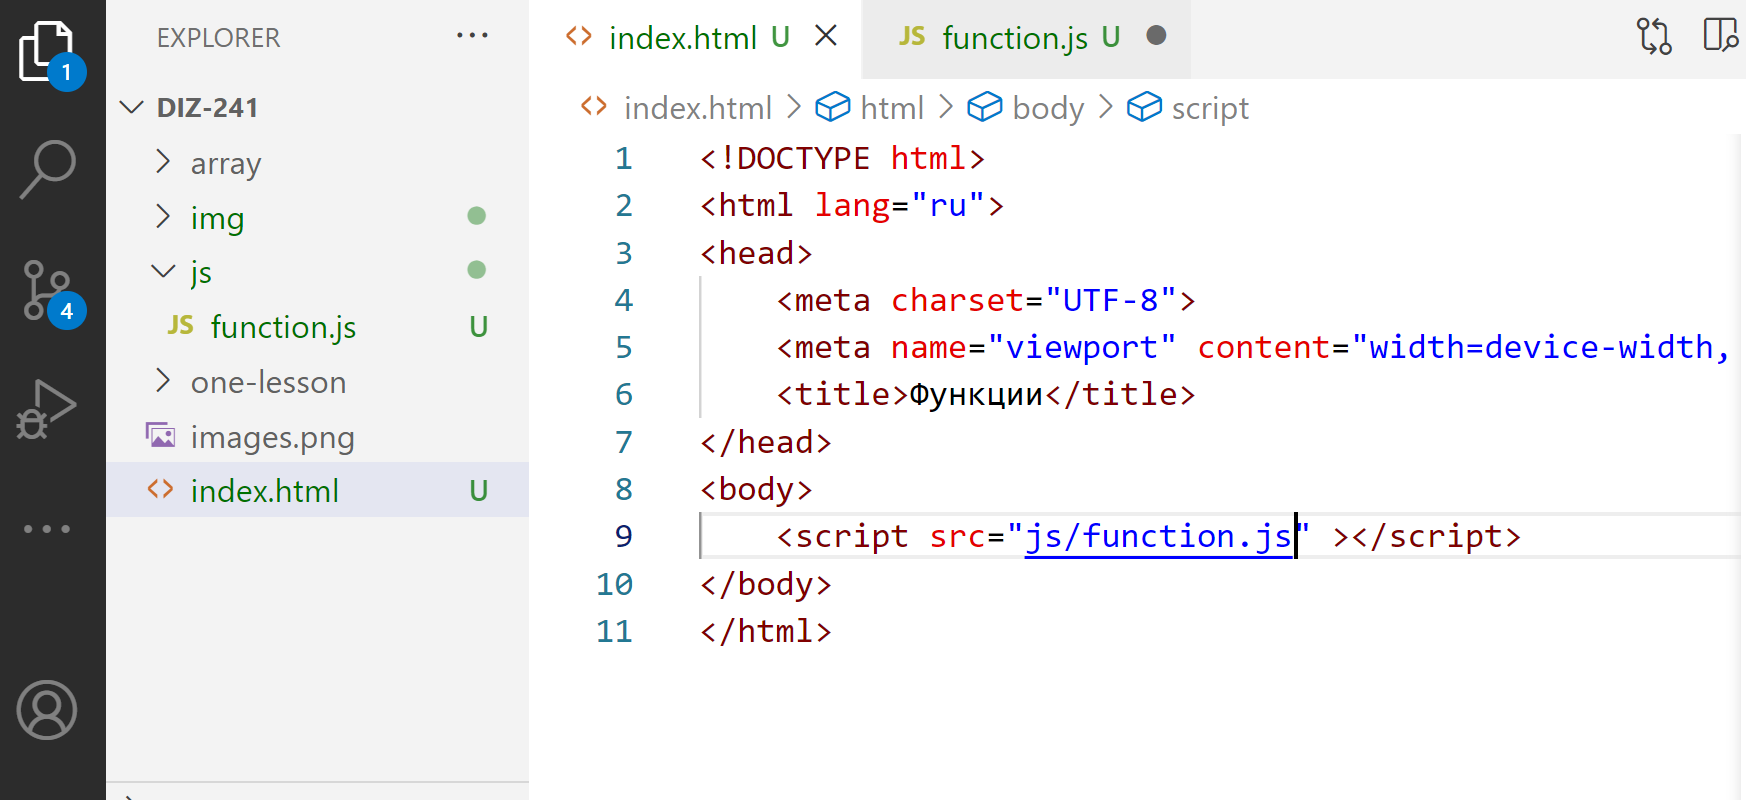 EXPLORER ···
1
DIZ-241
array
img
js
JS function.js U
one-lesson
images.png
<> index.html U
4
<> index.html U
JS function.js U
<> index.html > html > body > script
1 <!DOCTYPE html>
2 <html lang="ru">
3 <head>
4 <meta charset="UTF-8">
5 <meta name="viewport" content="width=device-width,
6 <title>Функции</title>
7 </head>
8 <body>
9 <script src="js/function.js" ></script>
10 </body>
11 </html>